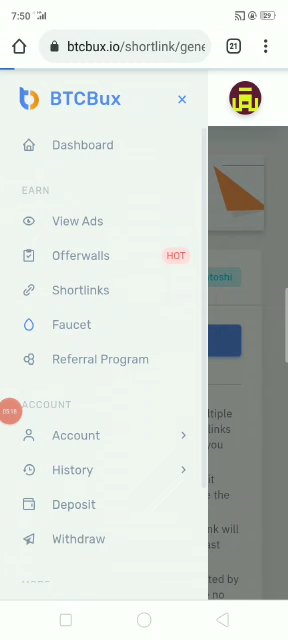 7:50
29
btcbux.io/shortlink/gene
21
BTCBux
Dashboard
EARN
View Ads
Offerwalls HOT
Shortlinks
Faucet
Referral Program
ACCOUNT
Account
History
Deposit
Withdraw